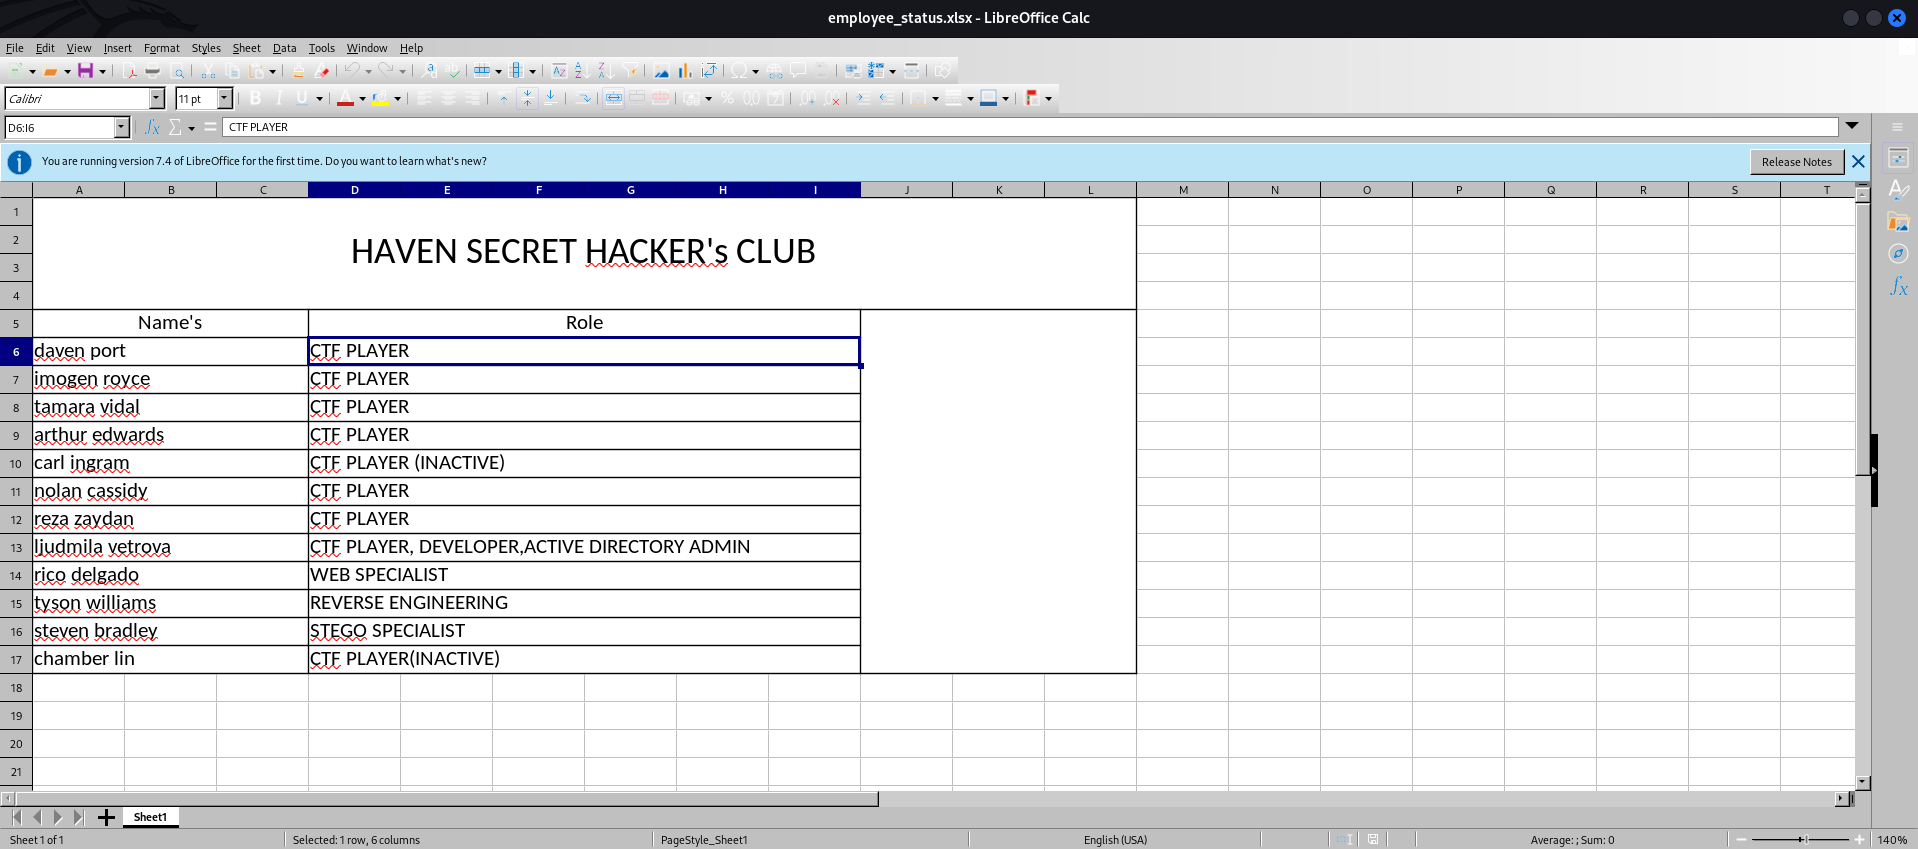 employee_status.xlsx - LibreOffice Calc
File Edit View Insert Format Styles Sheet Data Tools Window Help
Calibri 11 pt
D6:I6 CTF PLAYER
You are running version 7.4 of LibreOffice for the first time. Do you want to learn what's new? Release Notes
A B C D E F G H I J K L M N O P Q R S T
1
2 HAVEN SECRET HACKER's CLUB
3
4
5 Name's Role
6 daven port CTF PLAYER
7 imogen royce CTF PLAYER
8 tamara vidal CTF PLAYER
9 arthur edwards CTF PLAYER
10 carl ingram CTF PLAYER (INACTIVE)
11 nolan cassidy CTF PLAYER
12 reza zaydan CTF PLAYER
13 ljudmila vetrova CTF PLAYER, DEVELOPER,ACTIVE DIRECTORY ADMIN
14 rico delgado WEB SPECIALIST
15 tyson williams REVERSE ENGINEERING
16 steven bradley STEGO SPECIALIST
17 chamber lin CTF PLAYER(INACTIVE)
18
19
20
21
Sheet1
Sheet 1 of 1 Selected: 1 row, 6 columns PageStyle_Sheet1 English (USA) Average: ; Sum: 0 140%